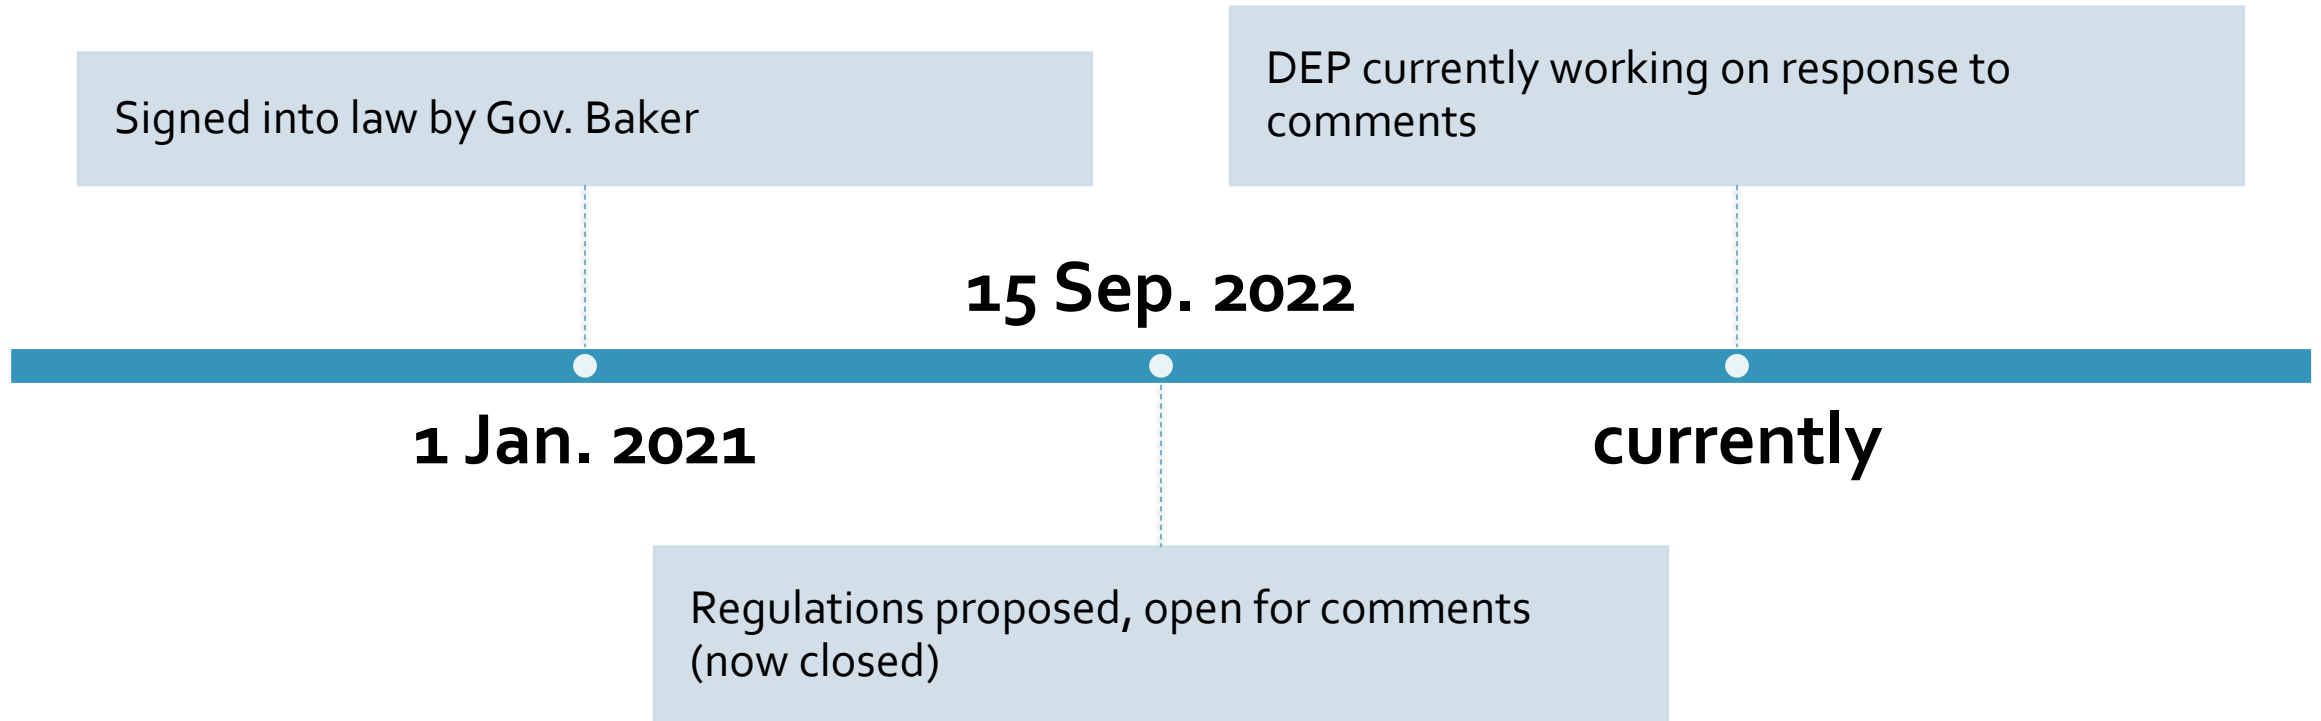 Signed into law by Gov. Baker
DEP currently working on response to
comments
15 Sep. 2022
1 Jan. 2021
currently
Regulations proposed, open for comments
(now closed)